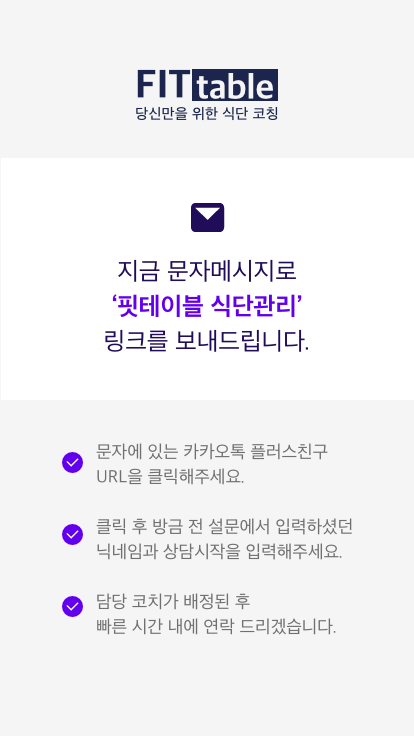 FITtable
당신만을 위한 식단 코칭
지금 문자메시지로
‘핏테이블 식단관리’
링크를 보내드립니다.
문자에 있는 카카오톡 플러스친구
URL을 클릭해주세요.
클릭 후 방금 전 설문에서 입력하셨던
닉네임과 상담시작을 입력해주세요.
담당 코치가 배정된 후
빠른 시간 내에 연락 드리겠습니다.